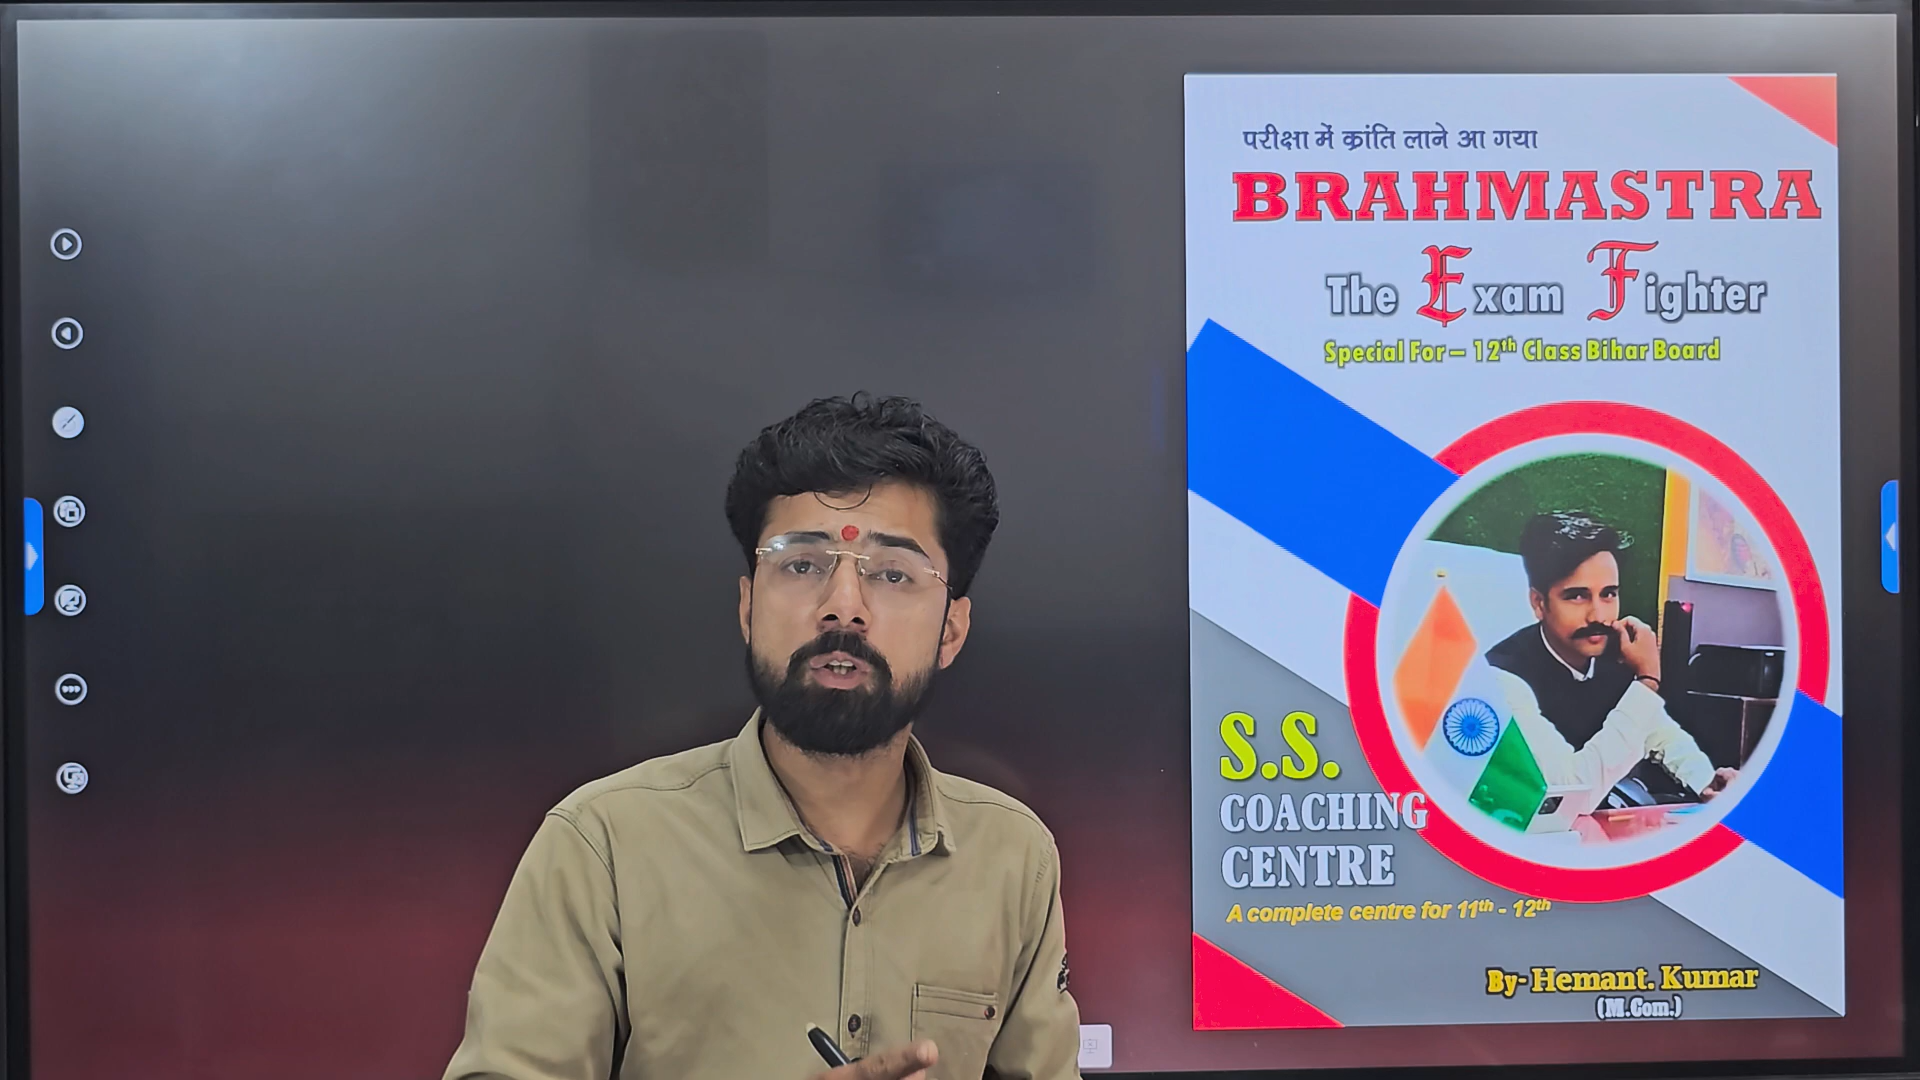 परीक्षा में क्रांति लाने आ गया
BRAHMASTRA
The Exam Fighter
Special For – 12th Class Bihar Board
S.S.
COACHING
CENTRE
A complete centre for 11th - 12th
By- Hemant. Kumar
(M.Com.)